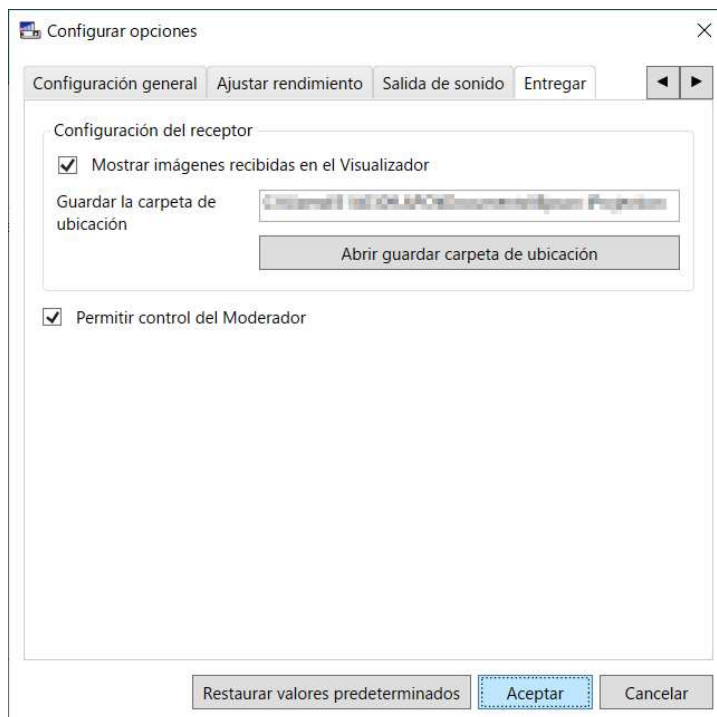 Configurar opciones
Configuración general
Ajustar rendimiento
Salida de sonido
Entregar
Configuración del receptor
Mostrar imágenes recibidas en el Visualizador
Guardar la carpeta de
ubicación
Abrir guardar carpeta de ubicación
Permitir control del Moderador
Restaurar valores predeterminados
Aceptar
Cancelar